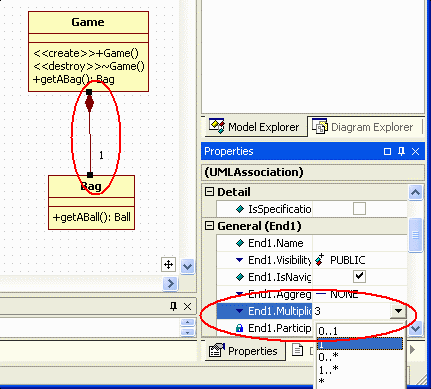 Game
<<create>>+Game()
<<destroy>>~Game()
+getABag(): Bag
1
Bag
+getABall(): Ball
Model Explorer
Diagram Explorer
Properties
(UMLAssociation)
Detail
IsSpecificatio
General (End1)
End1.Name
End1.Visibility PUBLIC
End1.IsNavig
End1.Aggreg NONE
End1.Multiplic 3
End1.Particip
0..1
1
0..*
1..*
*
Properties
D